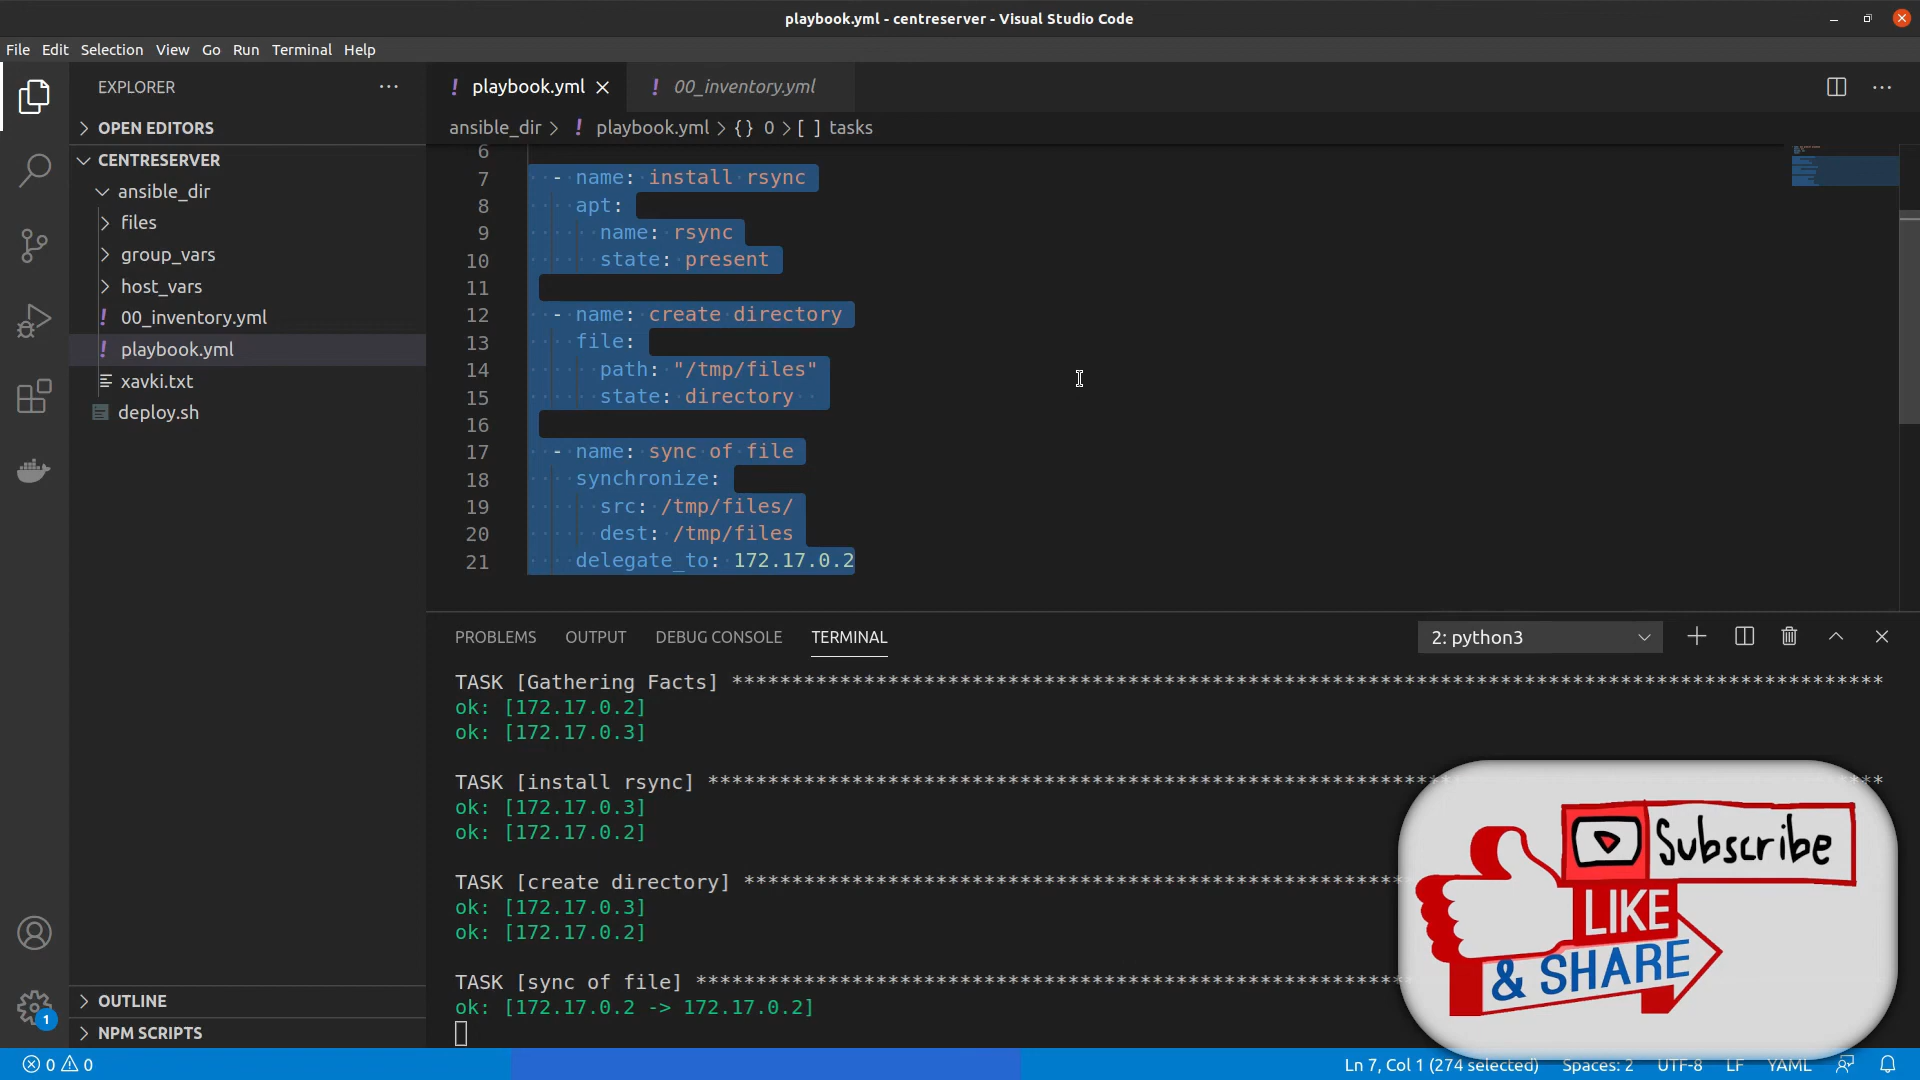 playbook.yml - centreserver - Visual Studio Code
File Edit Selection View Go Run Terminal Help
EXPLORER
OPEN EDITORS
CENTRESERVER
ansible_dir
files
group_vars
host_vars
! 00_inventory.yml
! playbook.yml
xavki.txt
deploy.sh
OUTLINE
NPM SCRIPTS
! playbook.yml ! 00_inventory.yml
ansible_dir > ! playbook.yml > {} 0 > [ ] tasks
6
7 - name: install rsync
8 apt:
9 name: rsync
10 state: present
11
12 - name: create directory
13 file:
14 path: "/tmp/files"
15 state: directory
16
17 - name: sync of file
18 synchronize:
19 src: /tmp/files/
20 dest: /tmp/files
21 delegate_to: 172.17.0.2
PROBLEMS OUTPUT DEBUG CONSOLE TERMINAL 2: python3
TASK [Gathering Facts] ***********************************************************************************************
ok: [172.17.0.2]
ok: [172.17.0.3]
TASK [install rsync] *************************************************************************************************
ok: [172.17.0.3]
ok: [172.17.0.2]
TASK [create directory] *******************************************************
ok: [172.17.0.3]
ok: [172.17.0.2]
TASK [sync of file] ***********************************************************
ok: [172.17.0.2 -> 172.17.0.2]
Subscribe
LIKE
& SHARE
1
0 0 Ln 7, Col 1 (274 selected) Spaces: 2 UTF-8 LF YAML